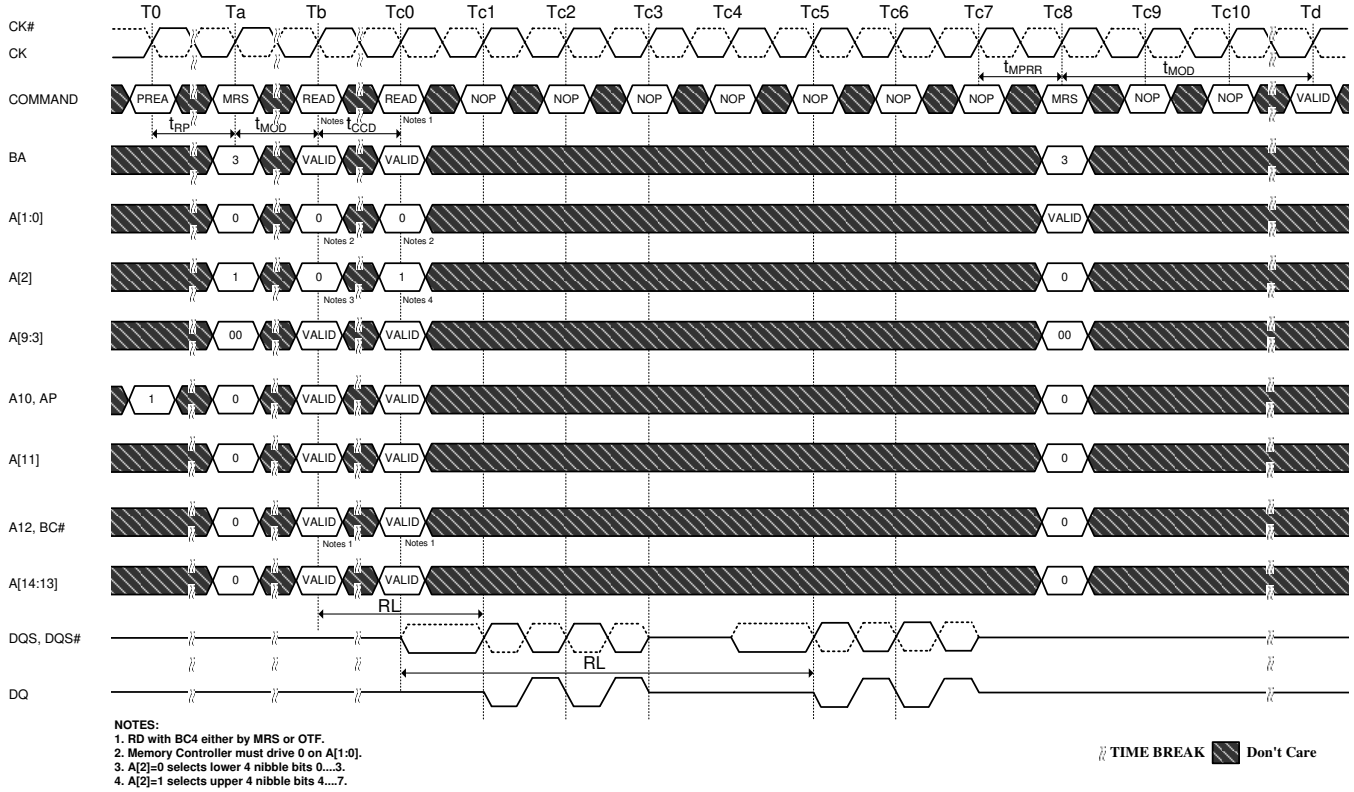 T0 Ta Tb Tc0 Tc1 Tc2 Tc3 Tc4 Tc5 Tc6 Tc7 Tc8 Tc9 Tc10 Td
CK#
CK
tMPRR tMOD
COMMAND PREA MRS READ READ NOP NOP NOP NOP NOP NOP NOP MRS NOP NOP VALID
Notes Notes 1
tRP tMOD tCCD
BA 3 VALID VALID 3
A[1:0] 0 0 0 VALID
Notes 2 Notes 2
A[2] 1 0 1 0
Notes 3 Notes 4
A[9:3] 00 VALID VALID 00
A10, AP 1 0 VALID VALID 0
A[11] 0 VALID VALID 0
A12, BC# 0 VALID VALID 0
Notes 1 Notes 1
A[14:13] 0 VALID VALID 0
RL
DQS, DQS#
RL
DQ
NOTES:
1. RD with BC4 either by MRS or OTF.
2. Memory Controller must drive 0 on A[1:0].
3. A[2]=0 selects lower 4 nibble bits 0....3.
4. A[2]=1 selects upper 4 nibble bits 4....7.
TIME BREAK Don't Care